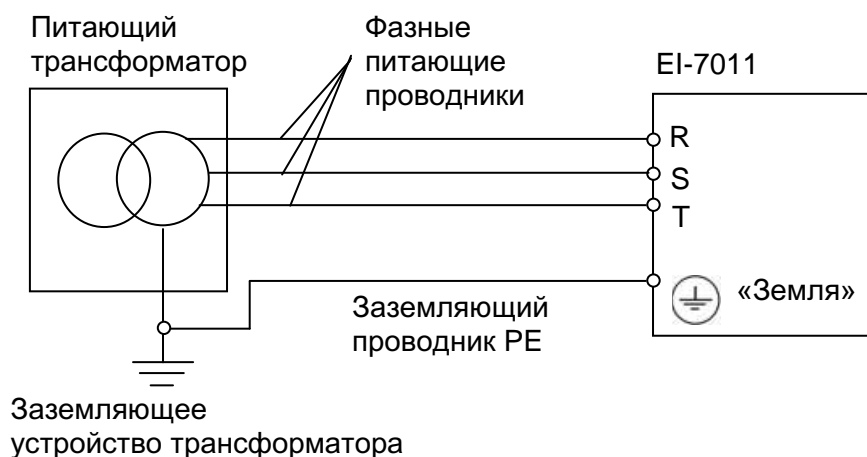 Питающий
трансформатор
Фазные
питающие
проводники
EI-7011
R
S
T
«Земля»
Заземляющий
проводник PE
Заземляющее
устройство трансформатора